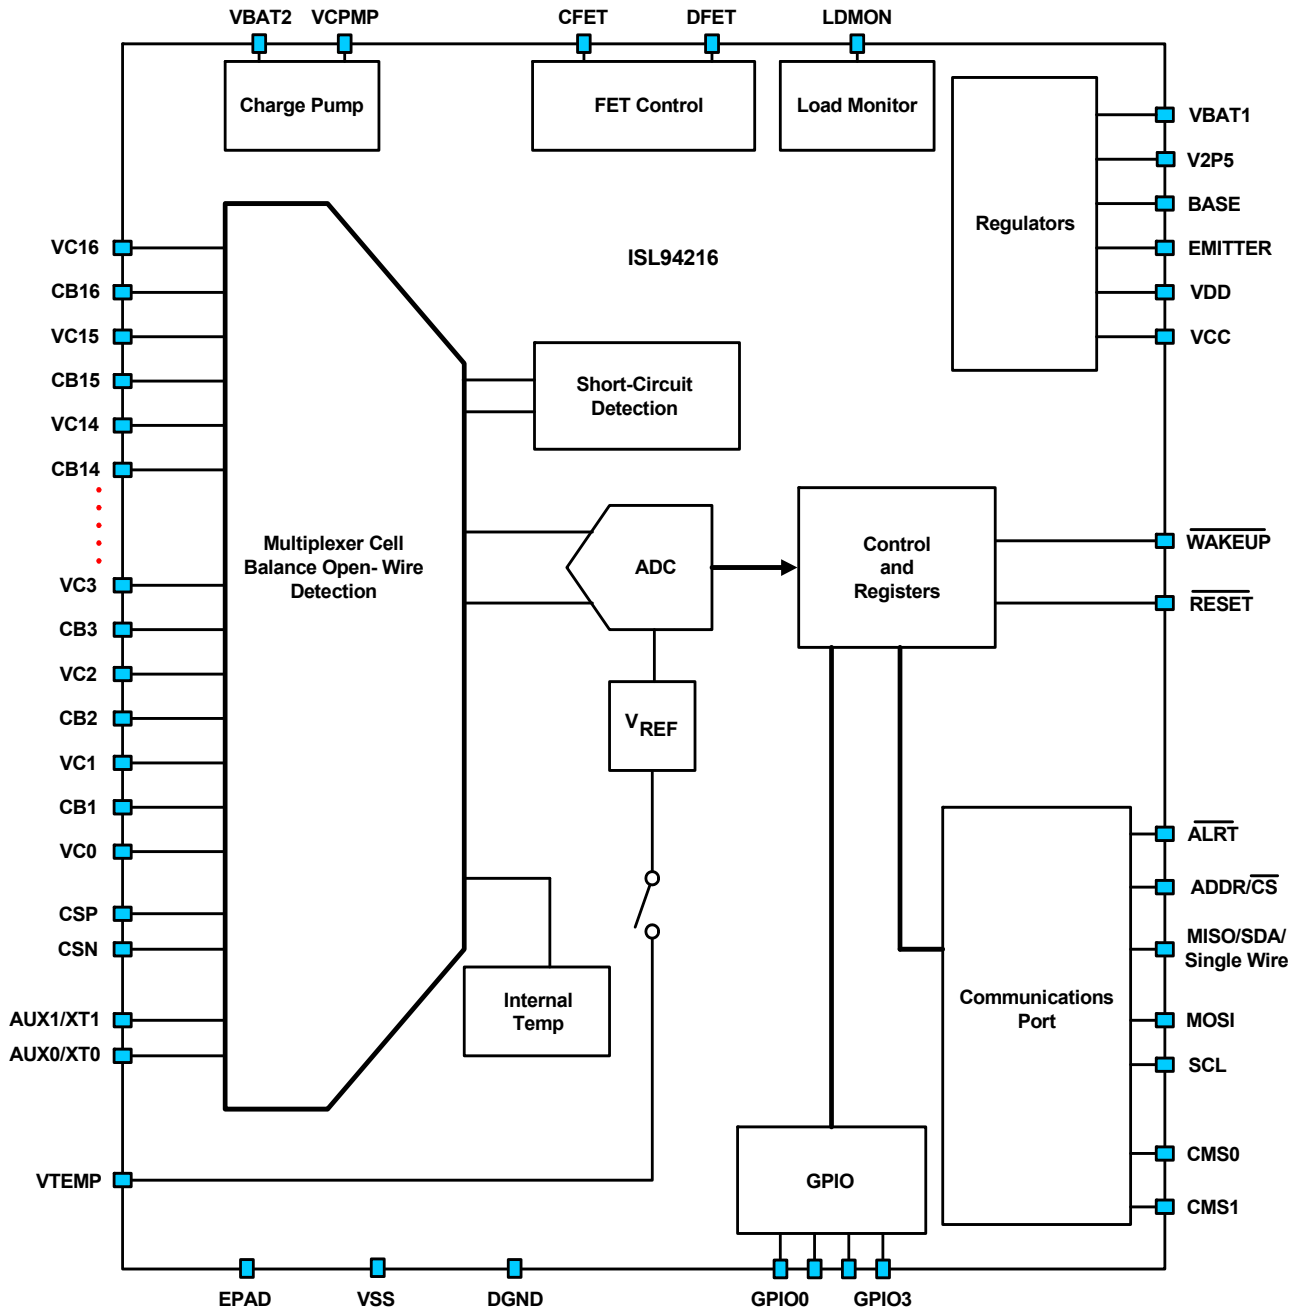 VBAT2
VCPMP
CFET
DFET
LDMON
Charge Pump
FET Control
Load Monitor
Regulators
VBAT1
V2P5
BASE
EMITTER
VDD
VCC
ISL94216
VC16
CB16
VC15
CB15
VC14
CB14
VC3
CB3
VC2
CB2
VC1
CB1
VC0
CSP
CSN
AUX1/XT1
AUX0/XT0
VTEMP
Multiplexer Cell
Balance Open- Wire
Detection
Short-Circuit
Detection
ADC
VREF
Internal
Temp
Control
and
Registers
WAKEUP
RESET
Communications
Port
ALRT
ADDR/CS
MISO/SDA/
Single Wire
MOSI
SCL
CMS0
CMS1
GPIO
EPAD
VSS
DGND
GPIO0
GPIO3